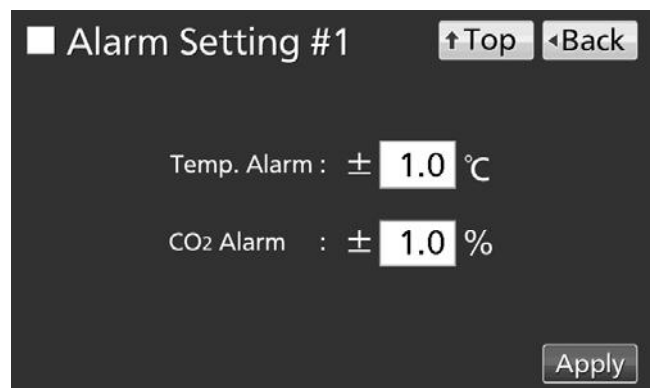 Alarm Setting #1 ↑Top ◂Back
Temp. Alarm : ± 1.0 ℃
CO2 Alarm : ± 1.0 %
Apply